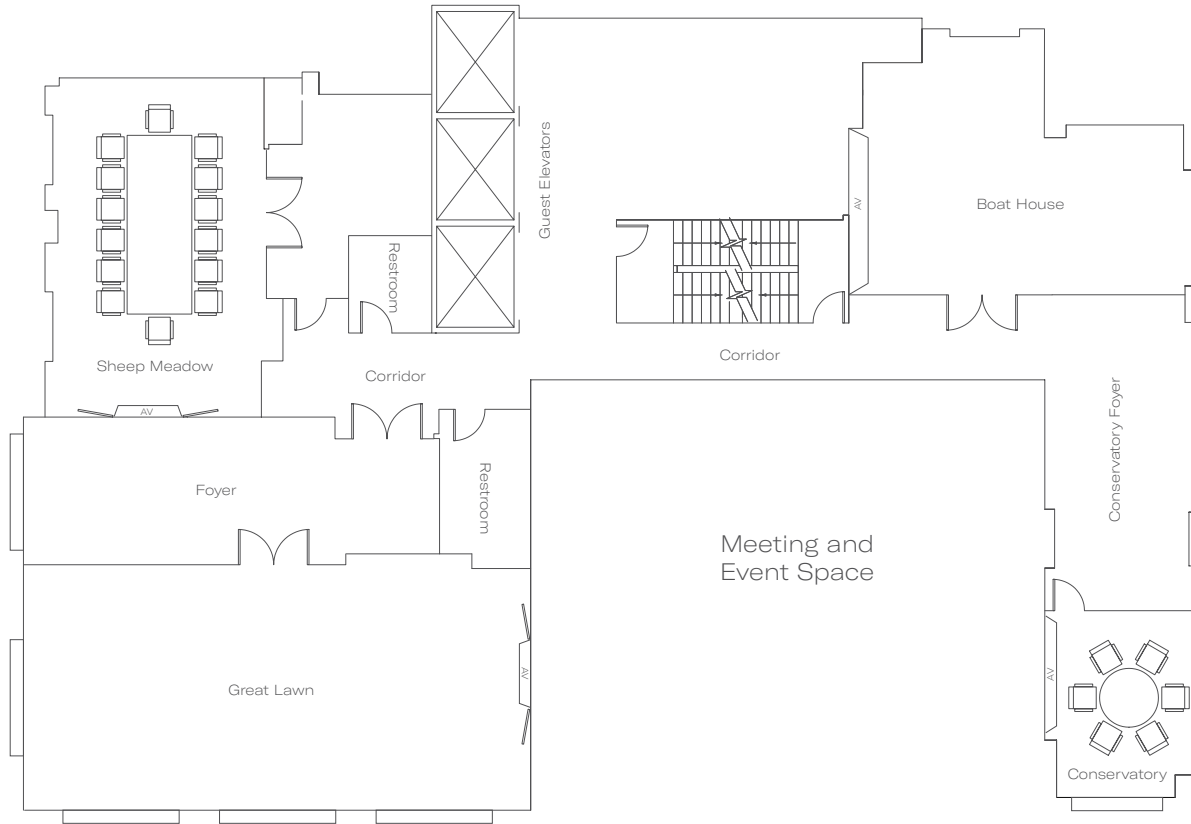 Guest Elevators
AV
Boat House
Restroom
Sheep Meadow
Corridor
Corridor
AV
Conservatory Foyer
Foyer
Restroom
Meeting and
Event Space
Great Lawn
AV
AV
Conservatory